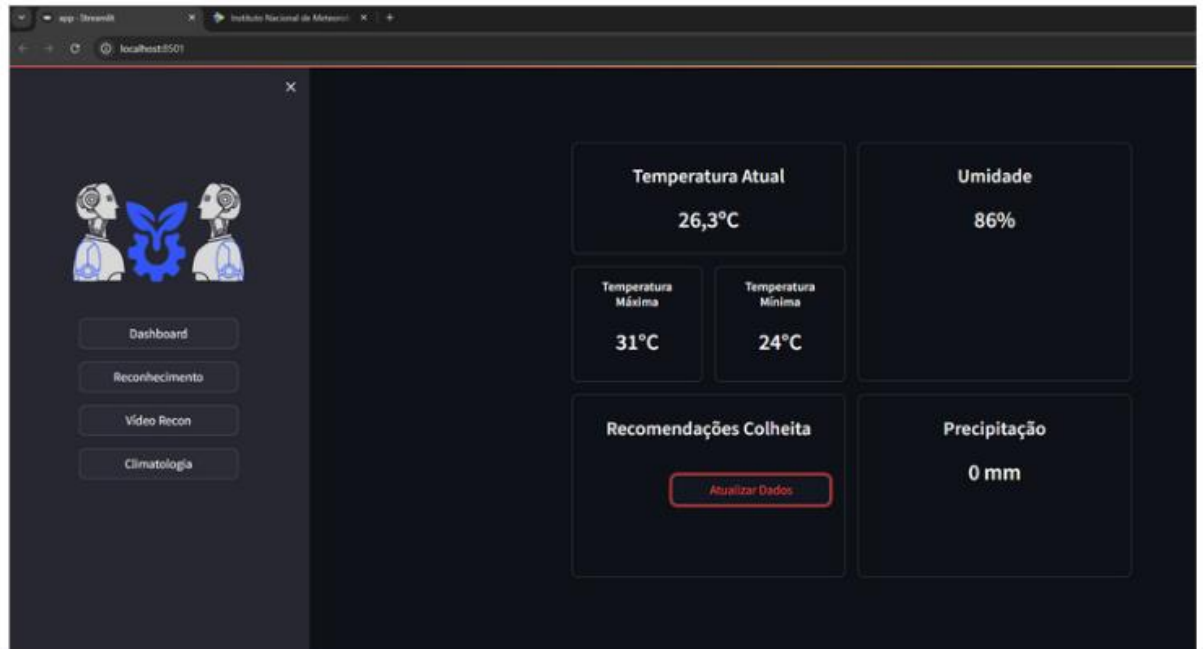 app · Streamlit
Instituto Nacional de Meteorol
localhost:8501
Dashboard
Reconhecimento
Vídeo Recon
Climatologia
Temperatura Atual
26,3°C
Umidade
86%
Temperatura
Máxima
31°C
Temperatura
Mínima
24°C
Recomendações Colheita
Atualizar Dados
Precipitação
0 mm